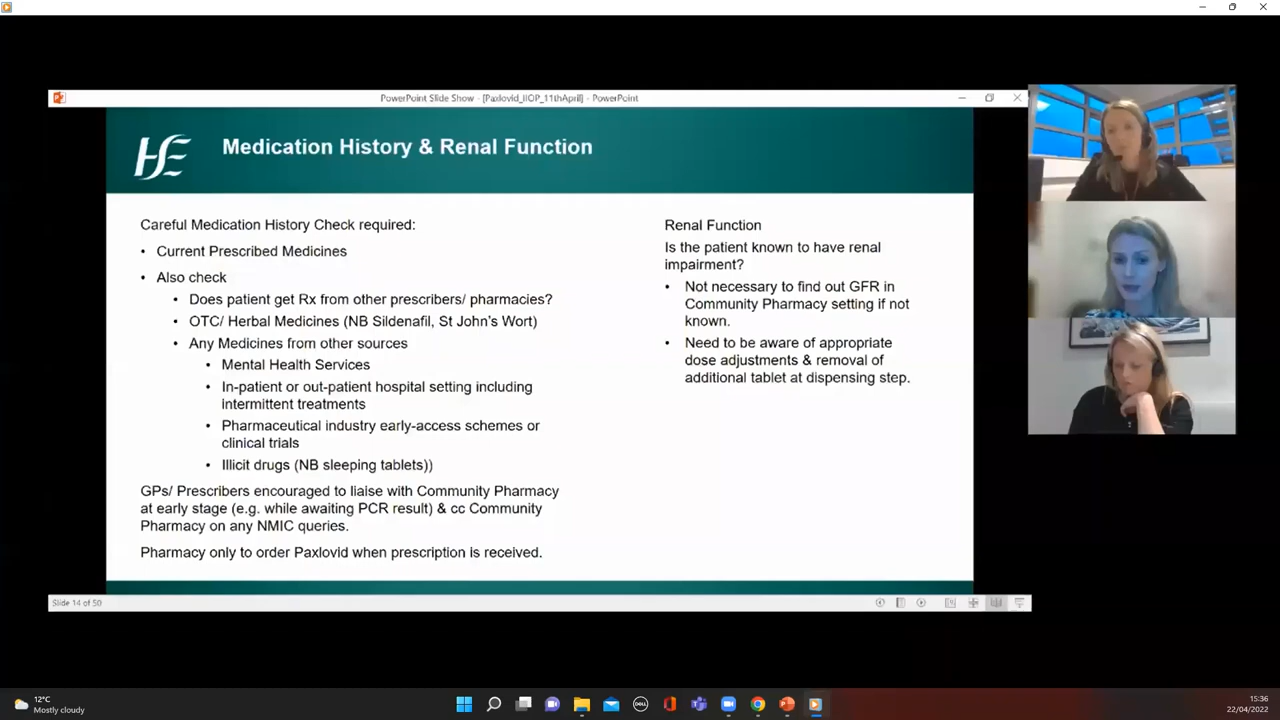 PowerPoint Slide Show - [Paxlovid_IIOP_11thApril] - PowerPoint
HSE
Medication History & Renal Function
Careful Medication History Check required:
• Current Prescribed Medicines
• Also check
• Does patient get Rx from other prescribers/ pharmacies?
• OTC/ Herbal Medicines (NB Sildenafil, St John's Wort)
• Any Medicines from other sources
• Mental Health Services
• In-patient or out-patient hospital setting including
intermittent treatments
• Pharmaceutical industry early-access schemes or
clinical trials
• Illicit drugs (NB sleeping tablets))
GPs/ Prescribers encouraged to liaise with Community Pharmacy
at early stage (e.g. while awaiting PCR result) & cc Community
Pharmacy on any NMIC queries.
Pharmacy only to order Paxlovid when prescription is received.
Renal Function
Is the patient known to have renal
impairment?
• Not necessary to find out GFR in
Community Pharmacy setting if not
known.
• Need to be aware of appropriate
dose adjustments & removal of
additional tablet at dispensing step.
Slide 14 of 50
12°C
Mostly cloudy
DELL
15:36
22/04/2022